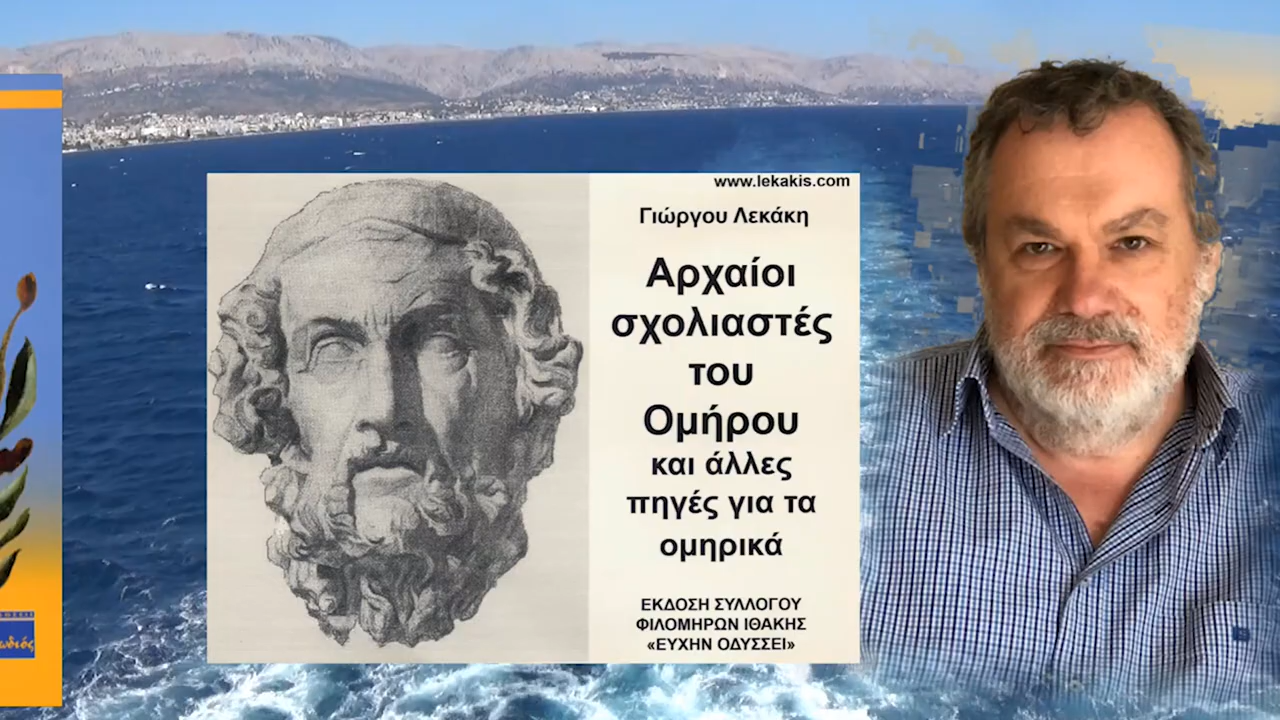 www.lekakis.com
Γιώργου Λεκάκη
Αρχαίοι
σχολιαστές
του
Ομήρου
και άλλες
πηγές για τα
ομηρικά
ΕΚΔΟΣΗ ΣΥΛΛΟΓΟΥ
ΦΙΛΟΜΗΡΩΝ ΙΘΑΚΗΣ
«ΕΥΧΗΝ ΟΔΥΣΣΕΙ»